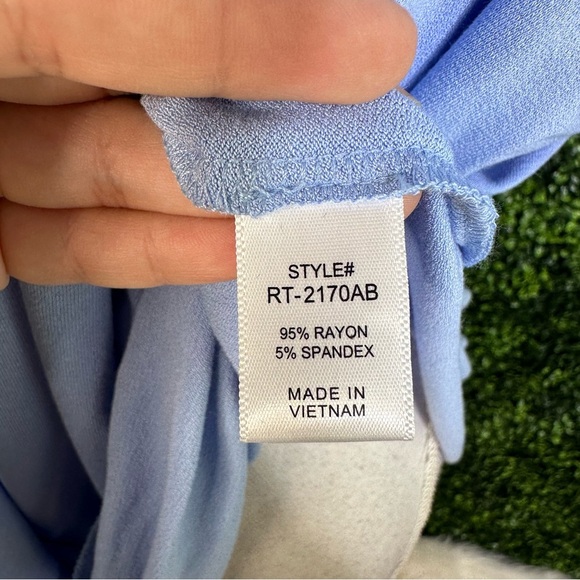 STYLE#
RT-2170AB
95% RAYON
5% SPANDEX
MADE IN
VIETNAM